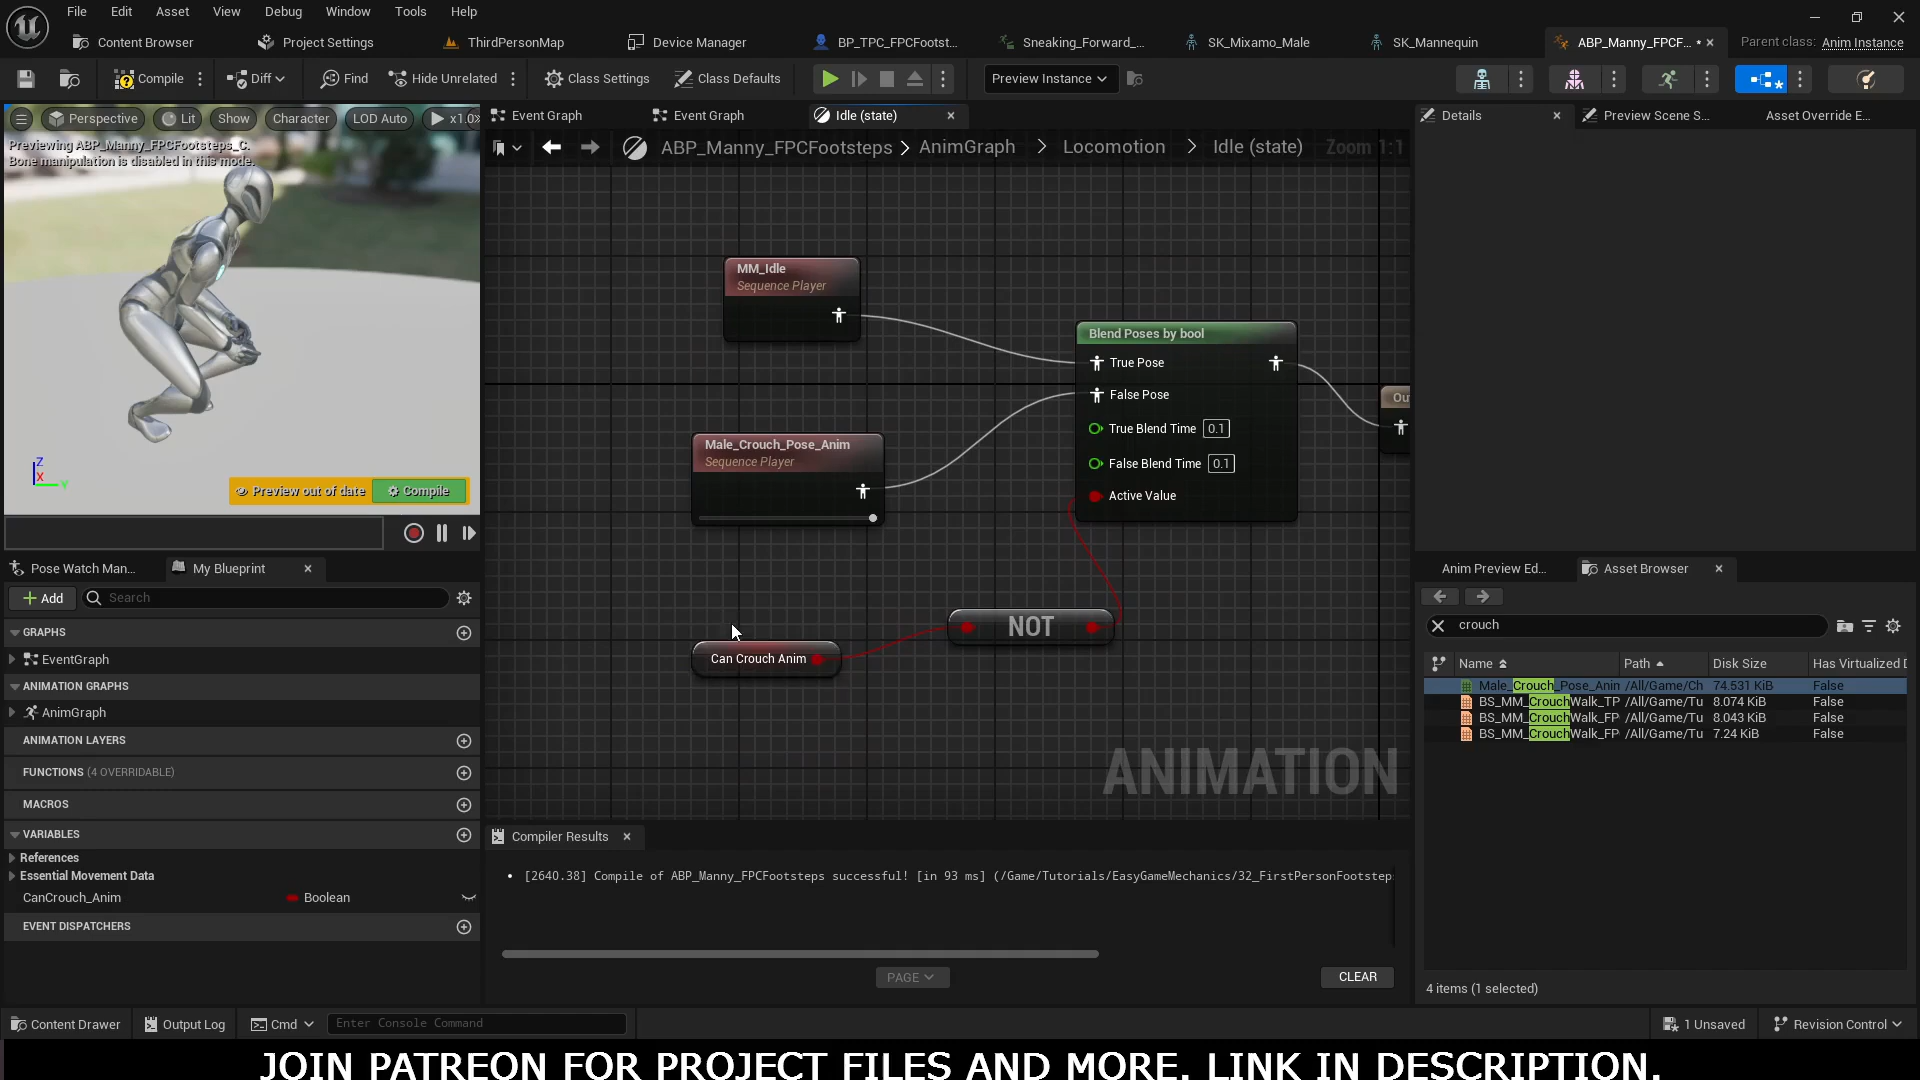 File Edit Asset View Debug Window Tools Help
Content Browser Project Settings ThirdPersonMap Device Manager BP_TPC_FPCFootst... Sneaking_Forward_... SK_Mixamo_Male SK_Mannequin ABP_Manny_FPCF... Parent class: Anim Instance
Compile Diff Find Hide Unrelated Class Settings Class Defaults Preview Instance
Perspective Lit Show Character LOD Auto x1.0
Previewing ABP_Manny_FPCFootsteps_C.
Bone manipulation is disabled in this mode.
Event Graph Event Graph Idle (state)
ABP_Manny_FPCFootsteps AnimGraph Locomotion Idle (state) Zoom 1:1
Details Preview Scene S... Asset Override E...
MM_Idle
Sequence Player
Blend Poses by bool
True Pose
False Pose
True Blend Time 0.1
False Blend Time 0.1
Active Value
Ou
Male_Crouch_Pose_Anim
Sequence Player
Can Crouch Anim
NOT
ANIMATION
Z
X
Y
Preview out of date Compile
Pose Watch Man... My Blueprint
Add Search
GRAPHS
EventGraph
ANIMATION GRAPHS
AnimGraph
ANIMATION LAYERS
FUNCTIONS (4 OVERRIDABLE)
MACROS
VARIABLES
References
Essential Movement Data
CanCrouch_Anim Boolean
EVENT DISPATCHERS
Compiler Results
[2640.38] Compile of ABP_Manny_FPCFootsteps successful! [in 93 ms] (/Game/Tutorials/EasyGameMechanics/32_FirstPersonFootstep
PAGE CLEAR
Anim Preview Ed... Asset Browser
crouch
Name Path Disk Size Has Virtualized D
Male_Crouch_Pose_Anin /All/Game/Ch 74.531 KiB False
BS_MM_CrouchWalk_TP /All/Game/Tu 8.074 KiB False
BS_MM_CrouchWalk_FP /All/Game/Tu 8.043 KiB False
BS_MM_CrouchWalk_FP /All/Game/Tu 7.24 KiB False
4 items (1 selected)
Content Drawer Output Log Cmd Enter Console Command 1 Unsaved Revision Control
JOIN PATREON FOR PROJECT FILES AND MORE. LINK IN DESCRIPTION.